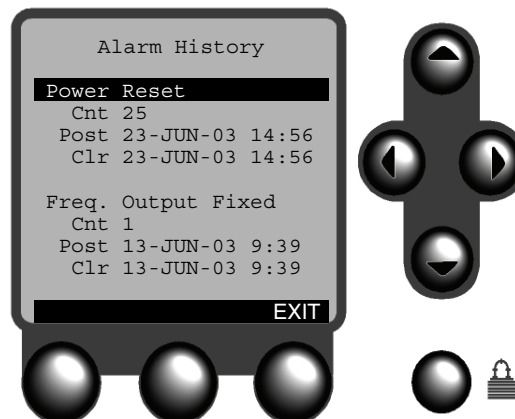 Alarm History
Power Reset
Cnt 25
Post 23-JUN-03 14:56
Clr 23-JUN-03 14:56
Freq. Output Fixed
Cnt 1
Post 13-JUN-03 9:39
Clr 13-JUN-03 9:39
EXIT